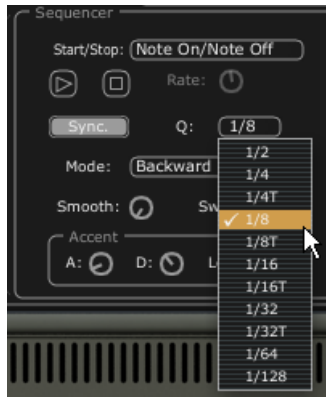 Sequencer
Start/Stop: Note On/Note Off
Rate:
Sync. Q: 1/8
1/2
Mode: Backward
1/4
1/4T
Smooth:
1/8
1/8T
Accent
A: D:
1/16
1/16T
1/32
1/32T
1/64
1/128